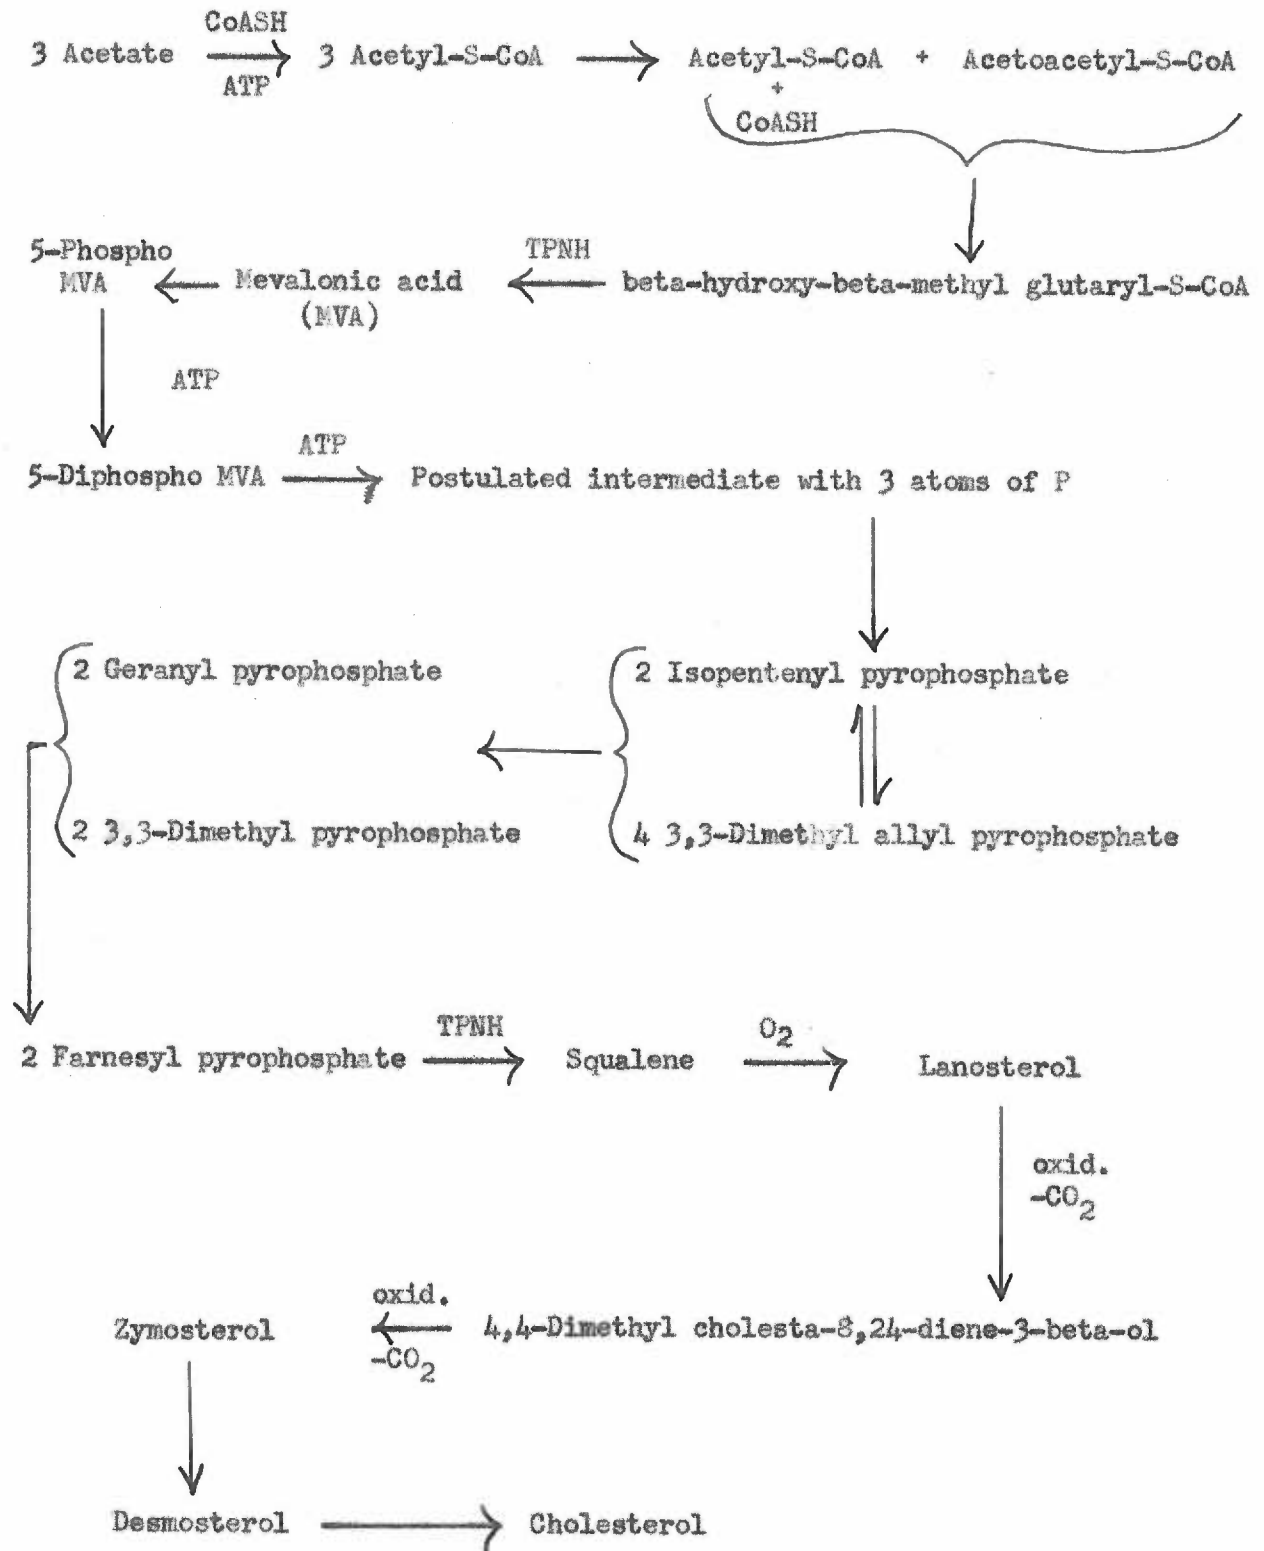 CoASH
3 Acetate 3 Acetyl-S-CoA Acetyl-S-CoA + Acetoacetyl-S-CoA
ATP
+
CoASH
5-Phospho
MVA
TPNH
Mevalonic acid
(MVA)
beta-hydroxy-beta-methyl glutaryl-S-CoA
ATP
ATP
5-Diphospho MVA Postulated intermediate with 3 atoms of P
2 Geranyl pyrophosphate 2 Isopentenyl pyrophosphate
2 3,3-Dimethyl pyrophosphate 4 3,3-Dimethyl allyl pyrophosphate
TPNH O2
2 Farnesyl pyrophosphate Squalene Lanosterol
oxid.
-CO2
oxid.
Zymosterol 4,4-Dimethyl cholesta-8,24-diene-3-beta-ol
-CO2
Desmosterol Cholesterol